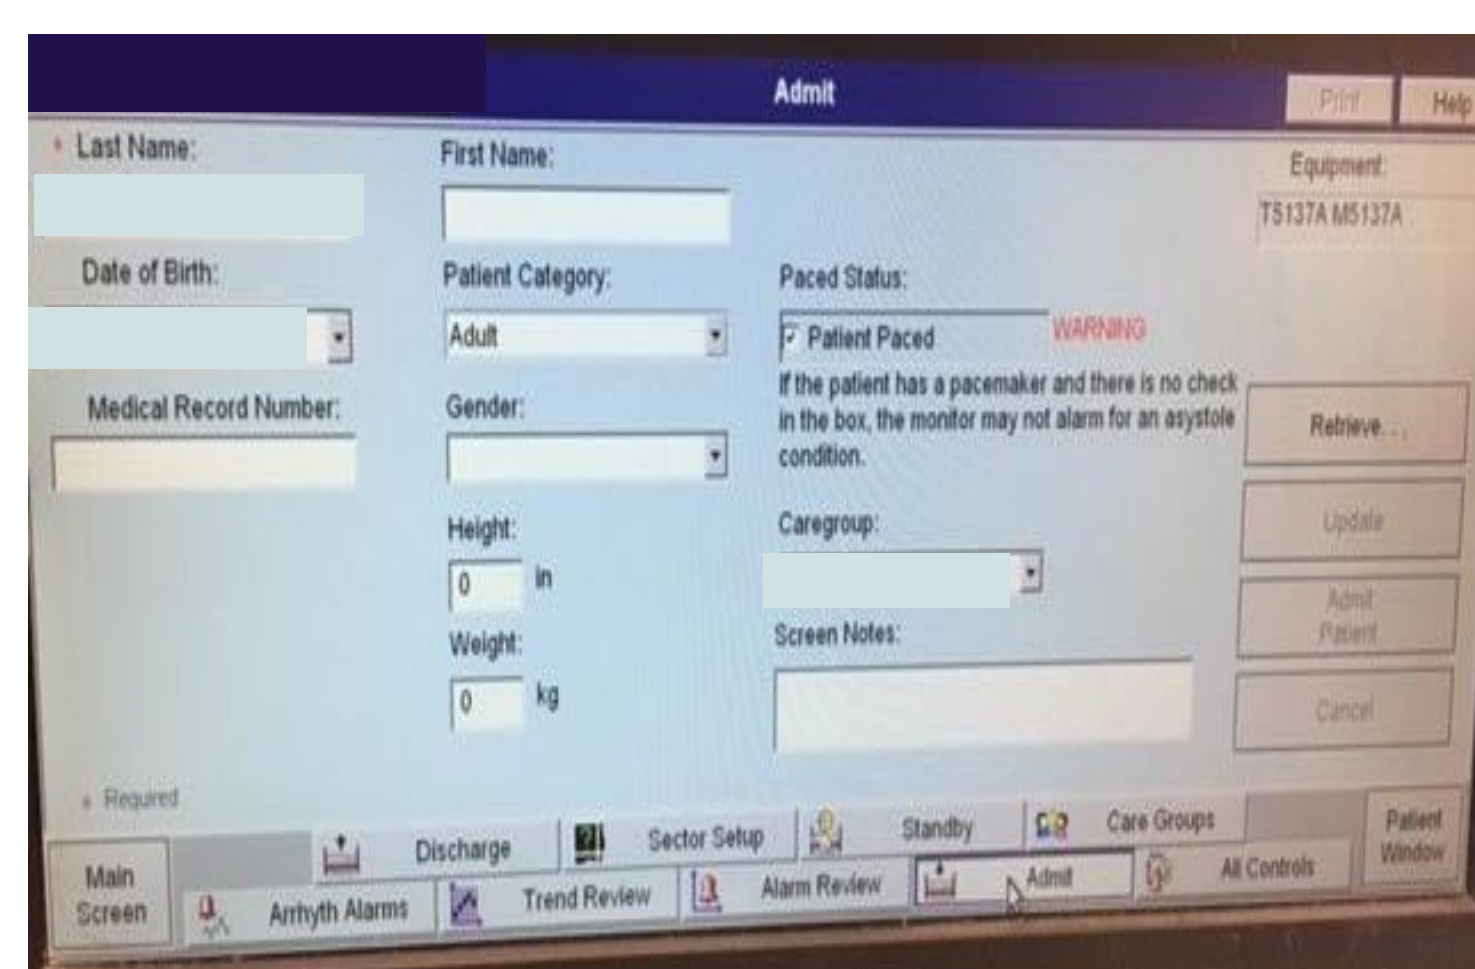 Admit
Print
Help
* Last Name:
First Name:
Equipment:
T5137A M5137A
Date of Birth:
Patient Category:
Paced Status:
Adult
Patient Paced
WARNING
If the patient has a pacemaker and there is no check
in the box, the monitor may not alarm for an asystole
condition.
Medical Record Number:
Gender:
Retrieve...
Height:
Caregroup:
Update
0
in
Admit
Patient
Weight:
Screen Notes:
0
kg
Cancel
* Required
Discharge
Sector Setup
Standby
Care Groups
Patient
Window
Main
Screen
Arrhyth Alarms
Trend Review
Alarm Review
Admit
All Controls